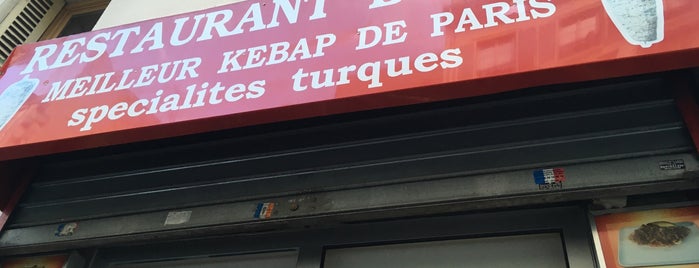 RESTAURANT
MEILLEUR KEBAP DE PARIS
specialites turques